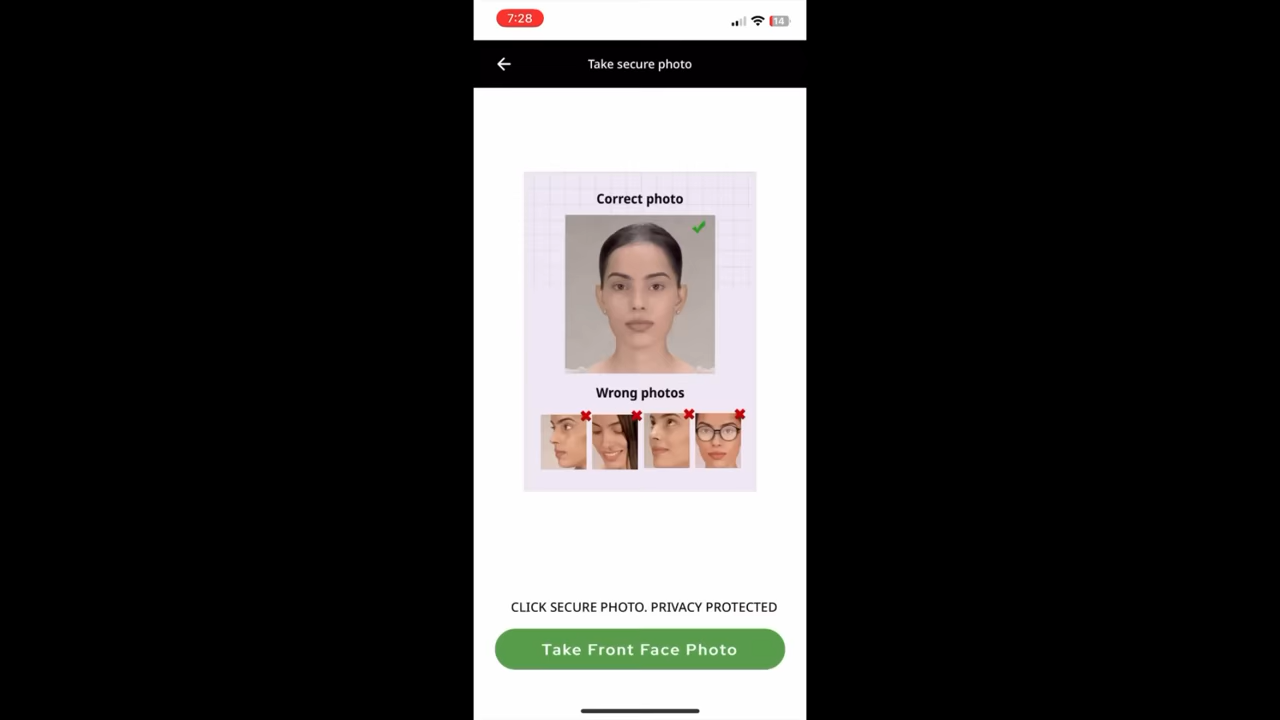 7:28
14
Take secure photo
Correct photo
Wrong photos
CLICK SECURE PHOTO. PRIVACY PROTECTED
Take Front Face Photo